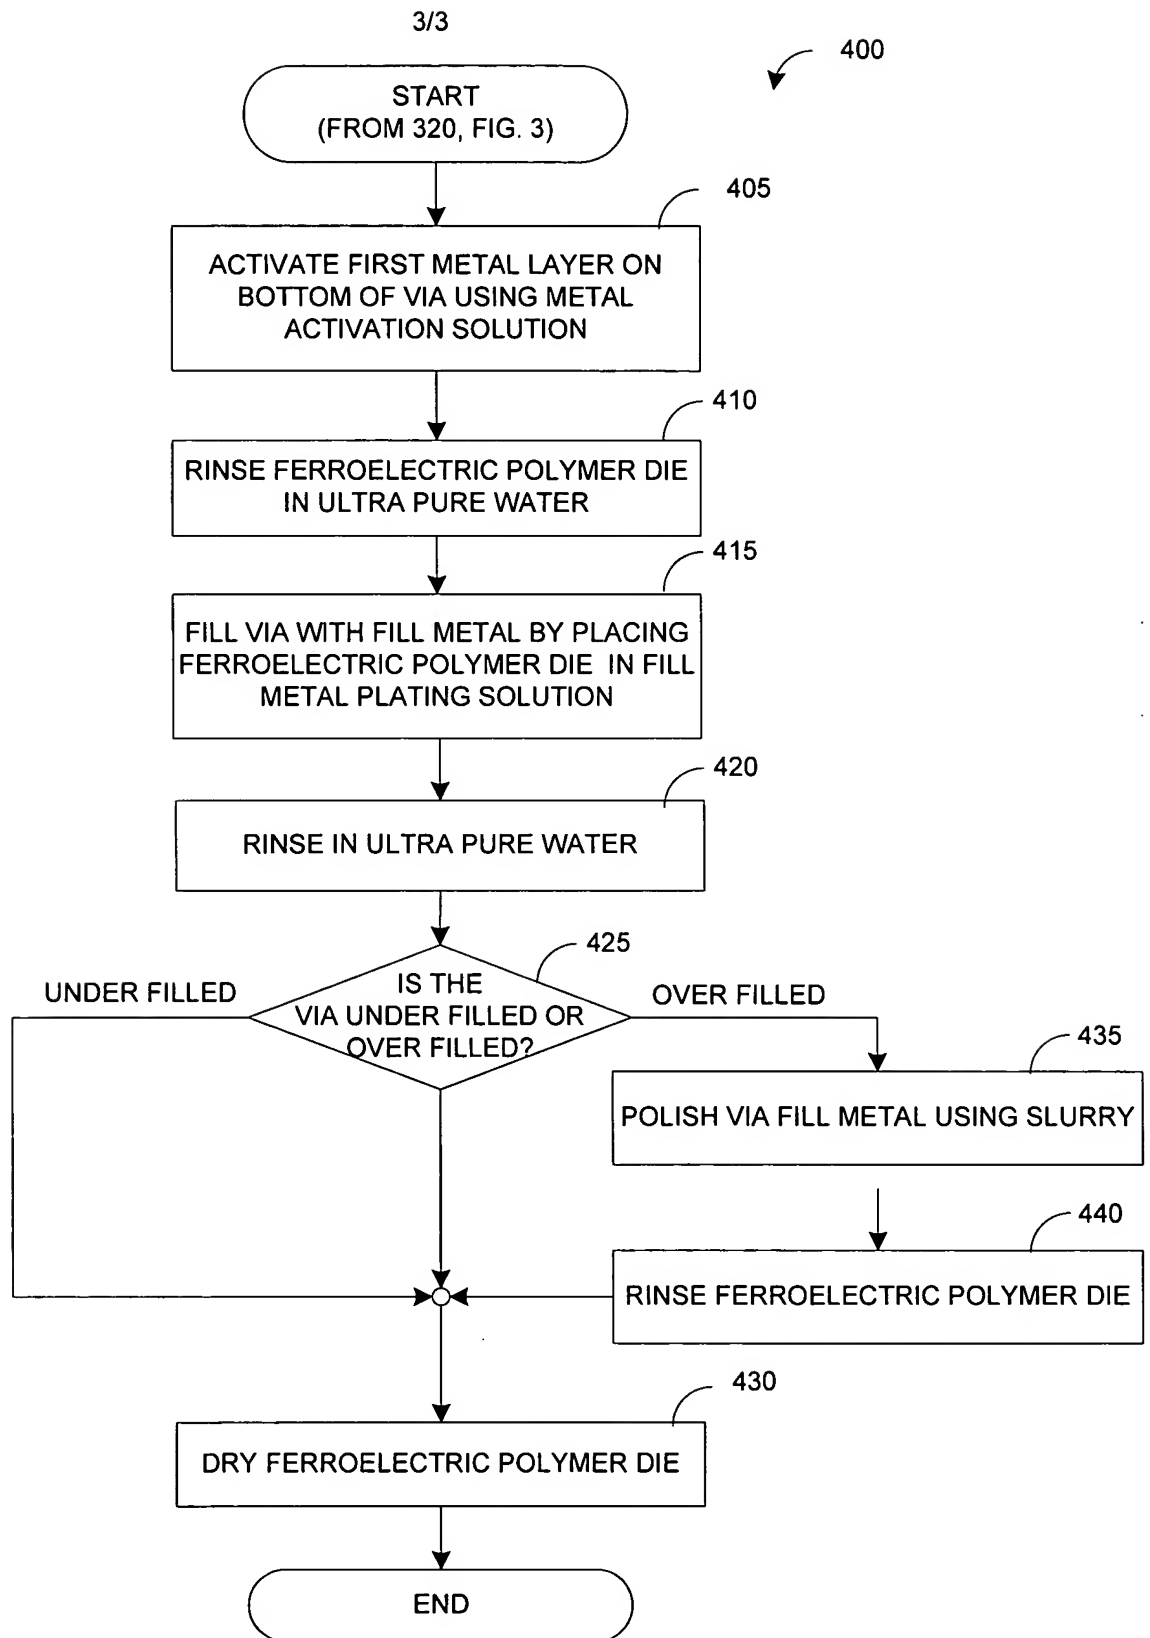 3/3
400
START
(FROM 320, FIG. 3)
405
ACTIVATE FIRST METAL LAYER ON
BOTTOM OF VIA USING METAL
ACTIVATION SOLUTION
410
RINSE FERROELECTRIC POLYMER DIE
IN ULTRA PURE WATER
415
FILL VIA WITH FILL METAL BY PLACING
FERROELECTRIC POLYMER DIE IN FILL
METAL PLATING SOLUTION
420
RINSE IN ULTRA PURE WATER
425
UNDER FILLED
IS THE
VIA UNDER FILLED OR
OVER FILLED?
OVER FILLED
435
POLISH VIA FILL METAL USING SLURRY
440
RINSE FERROELECTRIC POLYMER DIE
430
DRY FERROELECTRIC POLYMER DIE
END